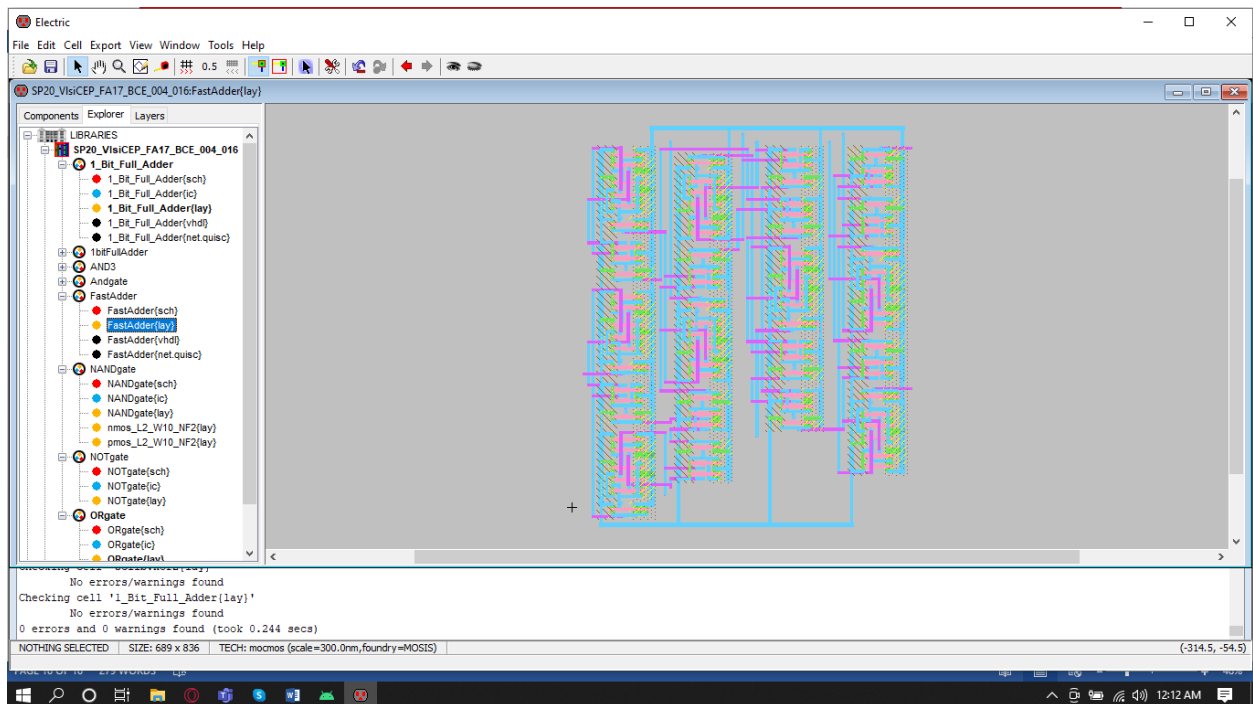 Electric
File Edit Cell Export View Window Tools Help
0.5
SP20_VlsiCEP_FA17_BCE_004_016:FastAdder{lay}
Components Explorer Layers
LIBRARIES
SP20_VlsiCEP_FA17_BCE_004_016
1_Bit_Full_Adder
1_Bit_Full_Adder{sch}
1_Bit_Full_Adder{ic}
1_Bit_Full_Adder{lay}
1_Bit_Full_Adder{vhdl}
1_Bit_Full_Adder{net.quisc}
1bitFullAdder
AND3
Andgate
FastAdder
FastAdder{sch}
FastAdder{lay}
FastAdder{vhdl}
FastAdder{net.quisc}
NANDgate
NANDgate{sch}
NANDgate{ic}
NANDgate{lay}
nmos_L2_W10_NF2{lay}
pmos_L2_W10_NF2{lay}
NOTgate
NOTgate{sch}
NOTgate{ic}
NOTgate{lay}
ORgate
ORgate{sch}
ORgate{ic}
ORgate{lay}
No errors/warnings found
Checking cell '1_Bit_Full_Adder{lay}'
No errors/warnings found
0 errors and 0 warnings found (took 0.244 secs)
NOTHING SELECTED SIZE: 689 x 836 TECH: mocmos (scale=300.0nm,foundry=MOSIS) (-314.5, -54.5)
12:12 AM